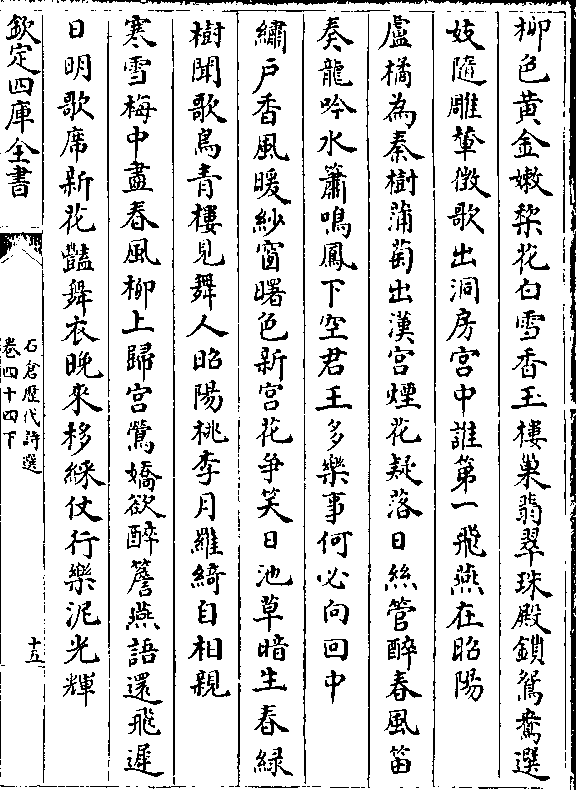 柳色黄金嫩棃花白雪香玉樓巢翡翠珠殿鎖鴛鴦選
妓隨雕輦徴歌出洞房宫中誰第一飛燕在昭陽
盧橘為秦樹蒲萄出漢宫煙花疑落日絲管醉春風笛
奏龍吟水簫鳴鳳下空君王多樂事何必向回中
繡户香風暖紗窗曙色新宫花爭笑日池草暗生春緑
樹聞歌鳥青樓見舞人昭陽桃李月羅綺自相親
寒雪梅中盡春風柳上歸宫鶯嬌欲醉簷燕語還飛遲
日明歌席新花豔舞衣晚來移綵仗行樂泥光輝
欽定四庫全書
石倉歴代詩選
卷四十四下
十五